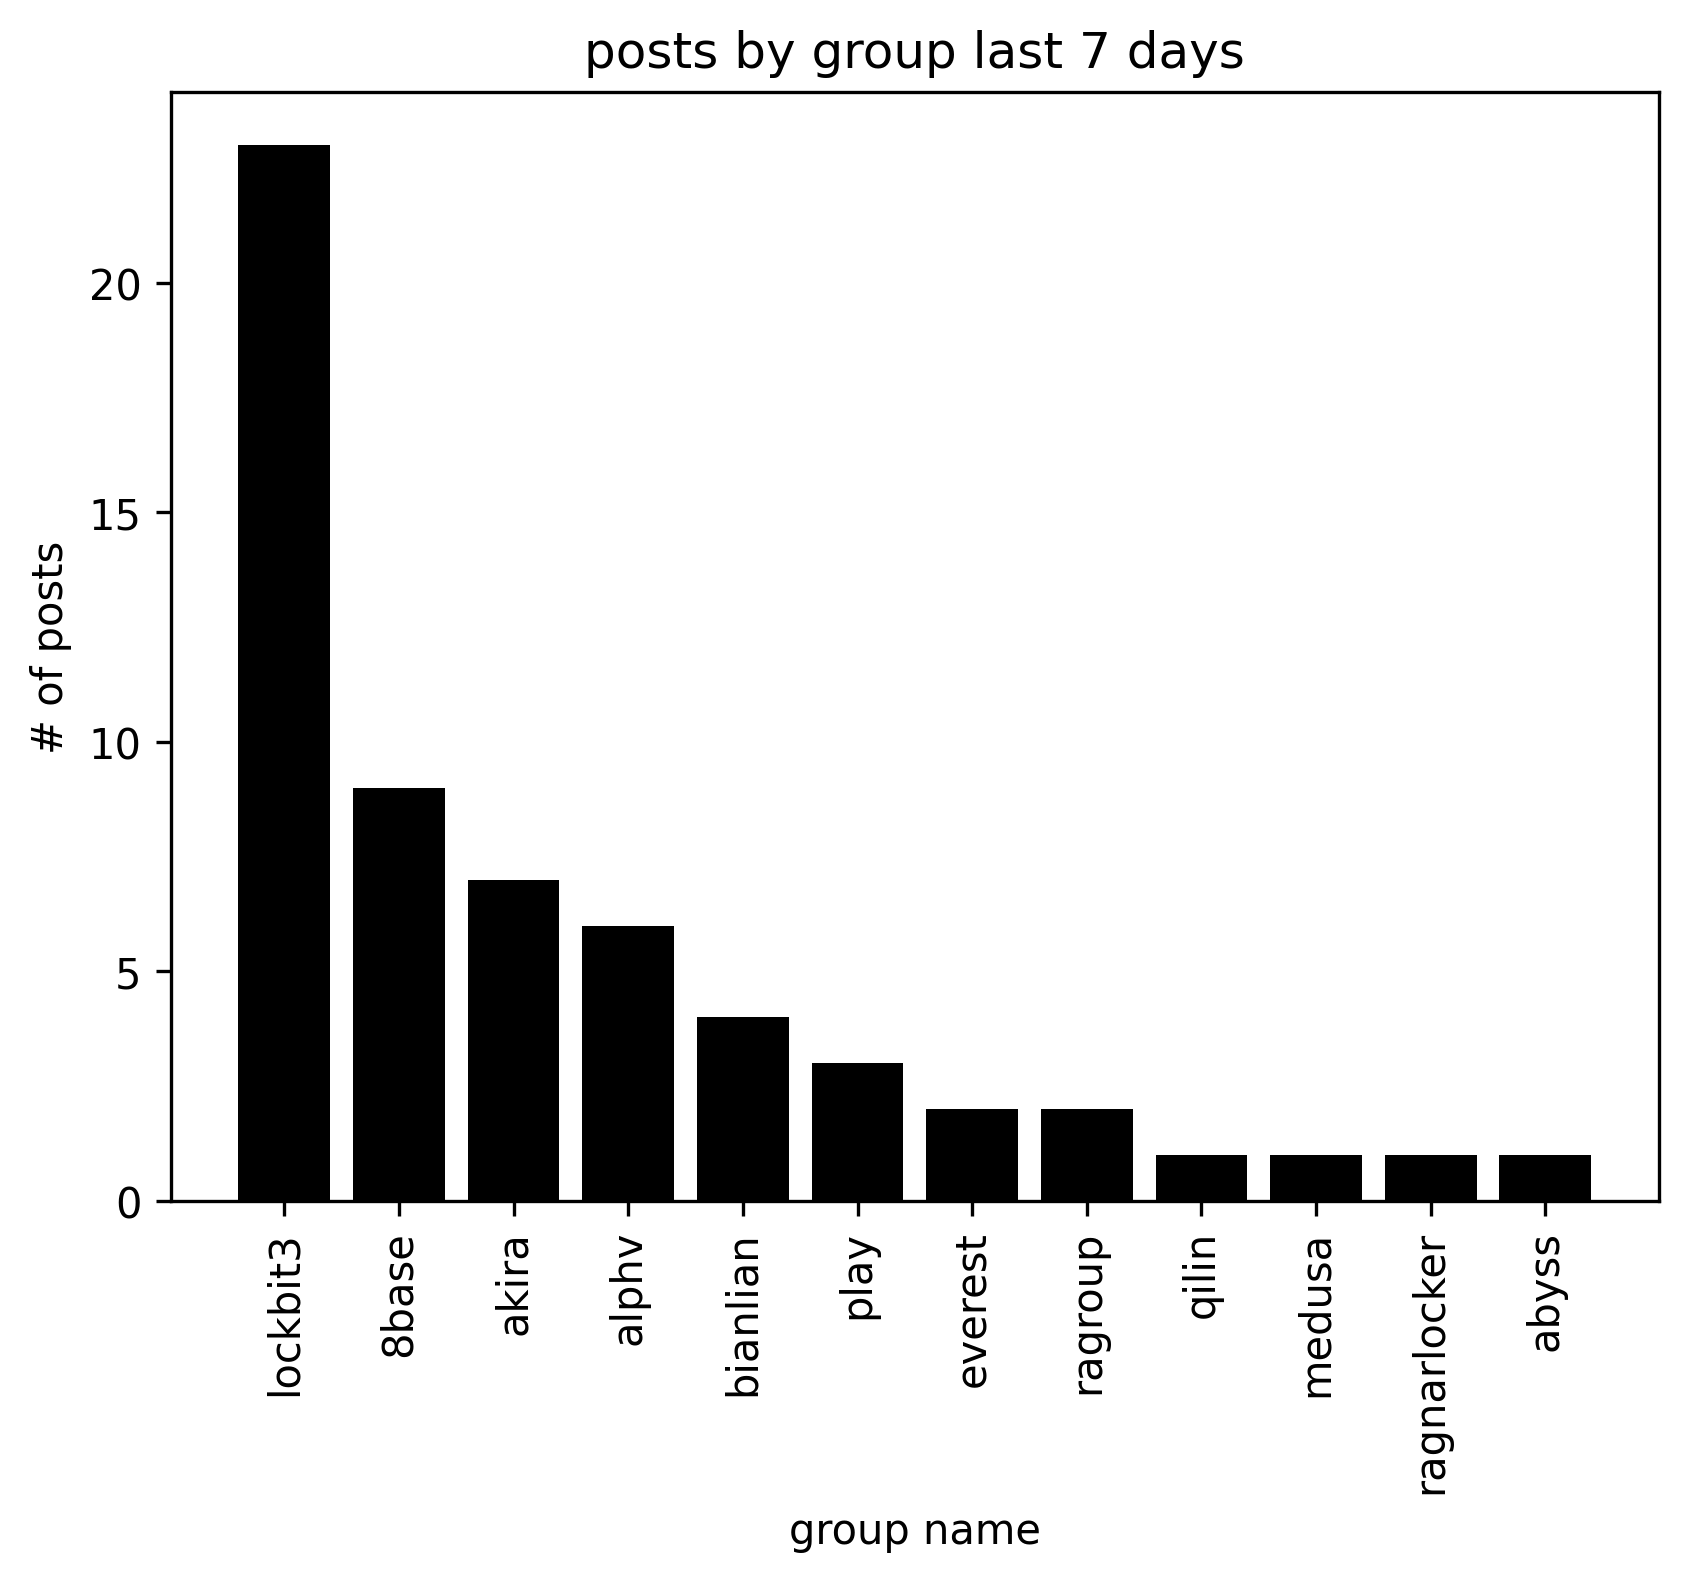 posts by group last 7 days
# of posts
20
15
10
5
0
lockbit3
8base
akira
alphv
bianlian
play
everest
ragroup
qilin
medusa
ragnarlocker
abyss
group name